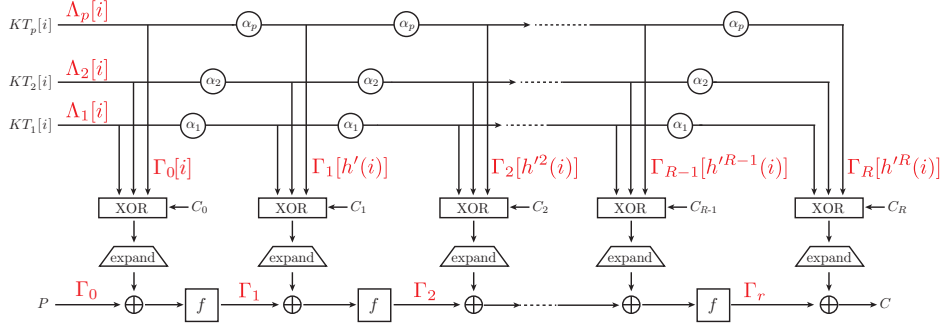 KT_p[i] Λ_p[i] α_p α_p α_p
KT_2[i] Λ_2[i] α_2 α_2 α_2
KT_1[i] Λ_1[i] α_1 α_1 α_1
Γ_0[i] Γ_1[h'(i)] Γ_2[h'^2(i)] Γ_{R-1}[h'^{R-1}(i)] Γ_R[h'^R(i)]
XOR C_0 XOR C_1 XOR C_2 XOR C_{R-1} XOR C_R
expand expand expand expand expand
P Γ_0 f Γ_1 f Γ_2 f Γ_r C